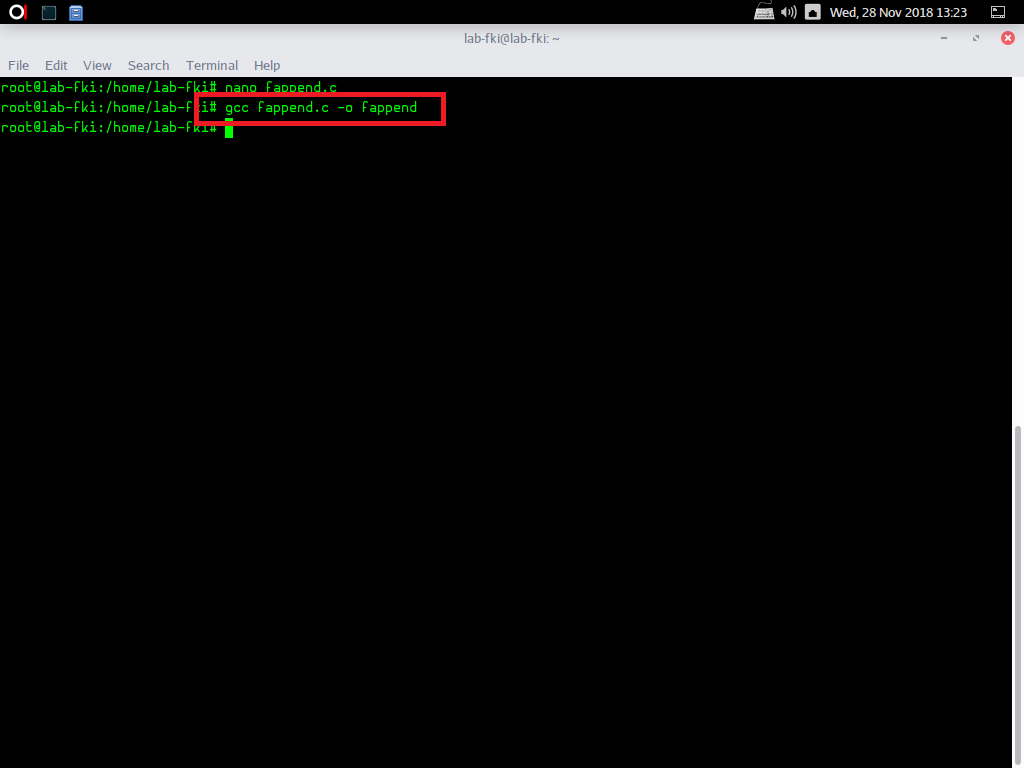 Wed, 28 Nov 2018 13:23
lab-fki@lab-fki: ~
File Edit View Search Terminal Help
root@lab-fki:/home/lab-fki# nano fappend.c
root@lab-fki:/home/lab-fki# gcc fappend.c -o fappend
root@lab-fki:/home/lab-fki#